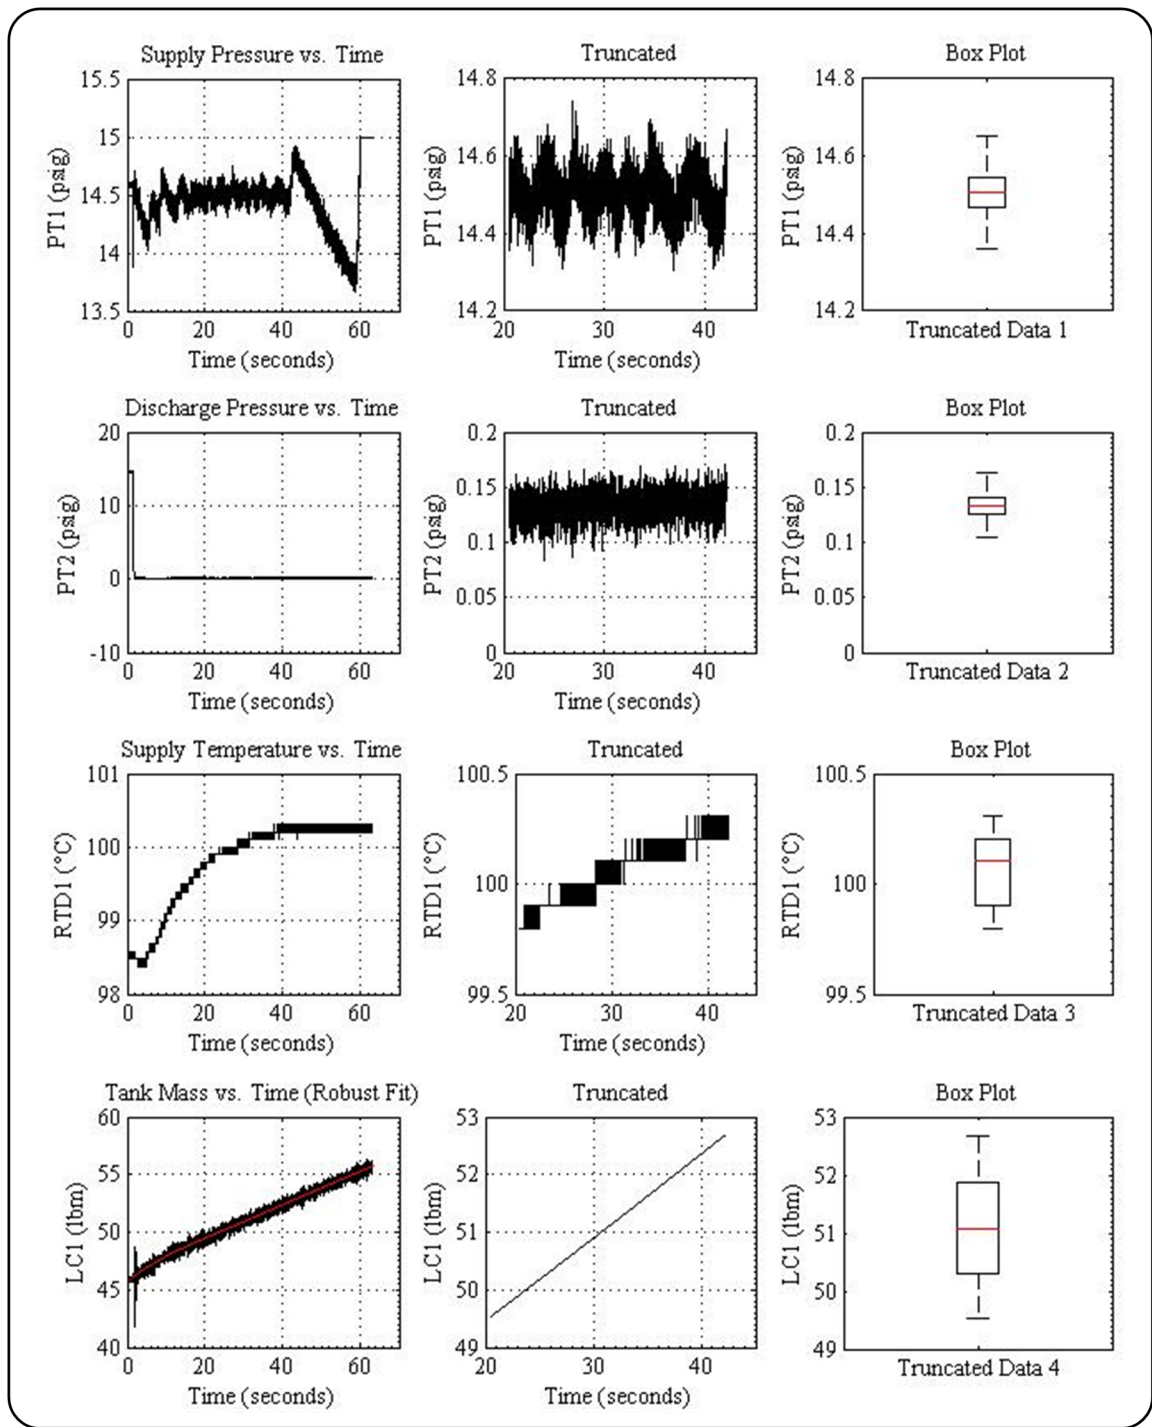 Supply Pressure vs. Time
15.5
15
14.5
14
13.5
PT1 (psig)
0 20 40 60
Time (seconds)
Truncated
14.8
14.6
14.4
14.2
PT1 (psig)
20 30 40
Time (seconds)
Box Plot
14.8
14.6
14.4
14.2
PT1 (psig)
Truncated Data 1
Discharge Pressure vs. Time
20
10
0
-10
PT2 (psig)
0 20 40 60
Time (seconds)
Truncated
0.2
0.15
0.1
0.05
0
PT2 (psig)
20 30 40
Time (seconds)
Box Plot
0.2
0.15
0.1
0.05
0
PT2 (psig)
Truncated Data 2
Supply Temperature vs. Time
101
100
99
98
RTD1 (°C)
0 20 40 60
Time (seconds)
Truncated
100.5
100
99.5
RTD1 (°C)
20 30 40
Time (seconds)
Box Plot
100.5
100
99.5
RTD1 (°C)
Truncated Data 3
Tank Mass vs. Time (Robust Fit)
60
55
50
45
40
LC1 (lbm)
0 20 40 60
Time (seconds)
Truncated
53
52
51
50
49
LC1 (lbm)
20 30 40
Time (seconds)
Box Plot
53
52
51
50
49
LC1 (lbm)
Truncated Data 4